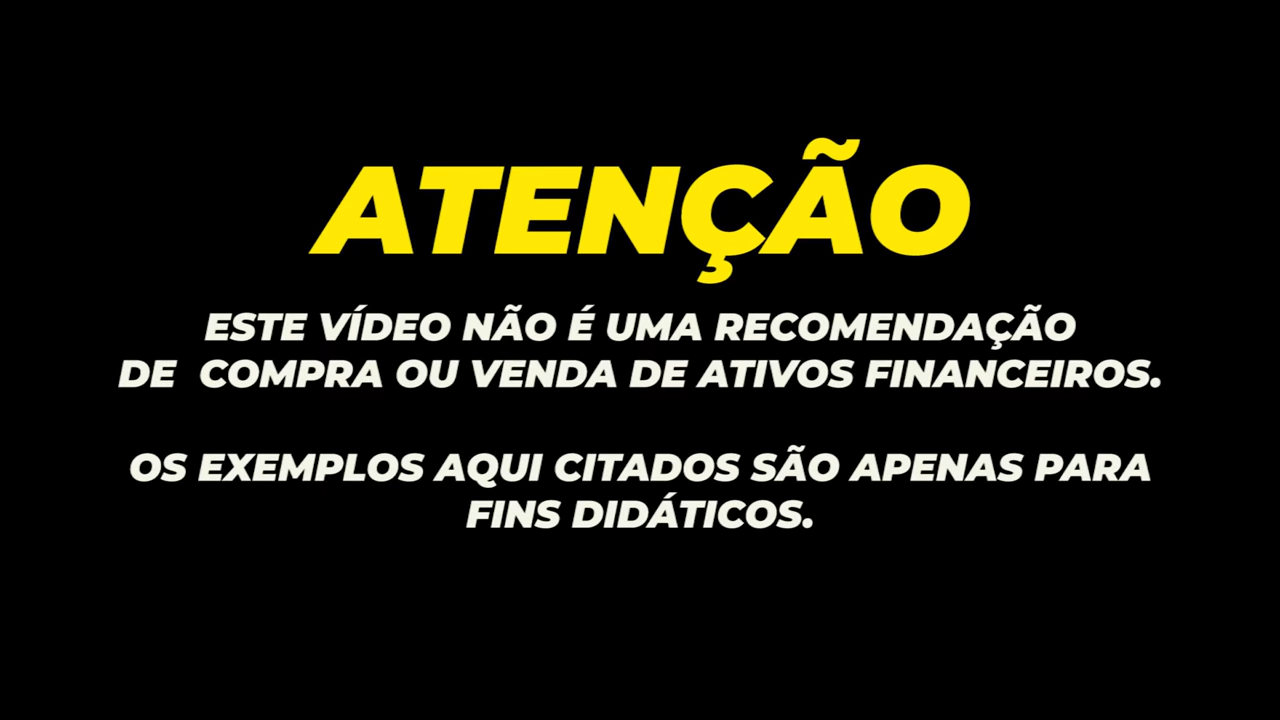 ATENÇÃO
ESTE VÍDEO NÃO É UMA RECOMENDAÇÃO
DE COMPRA OU VENDA DE ATIVOS FINANCEIROS.
OS EXEMPLOS AQUI CITADOS SÃO APENAS PARA
FINS DIDÁTICOS.